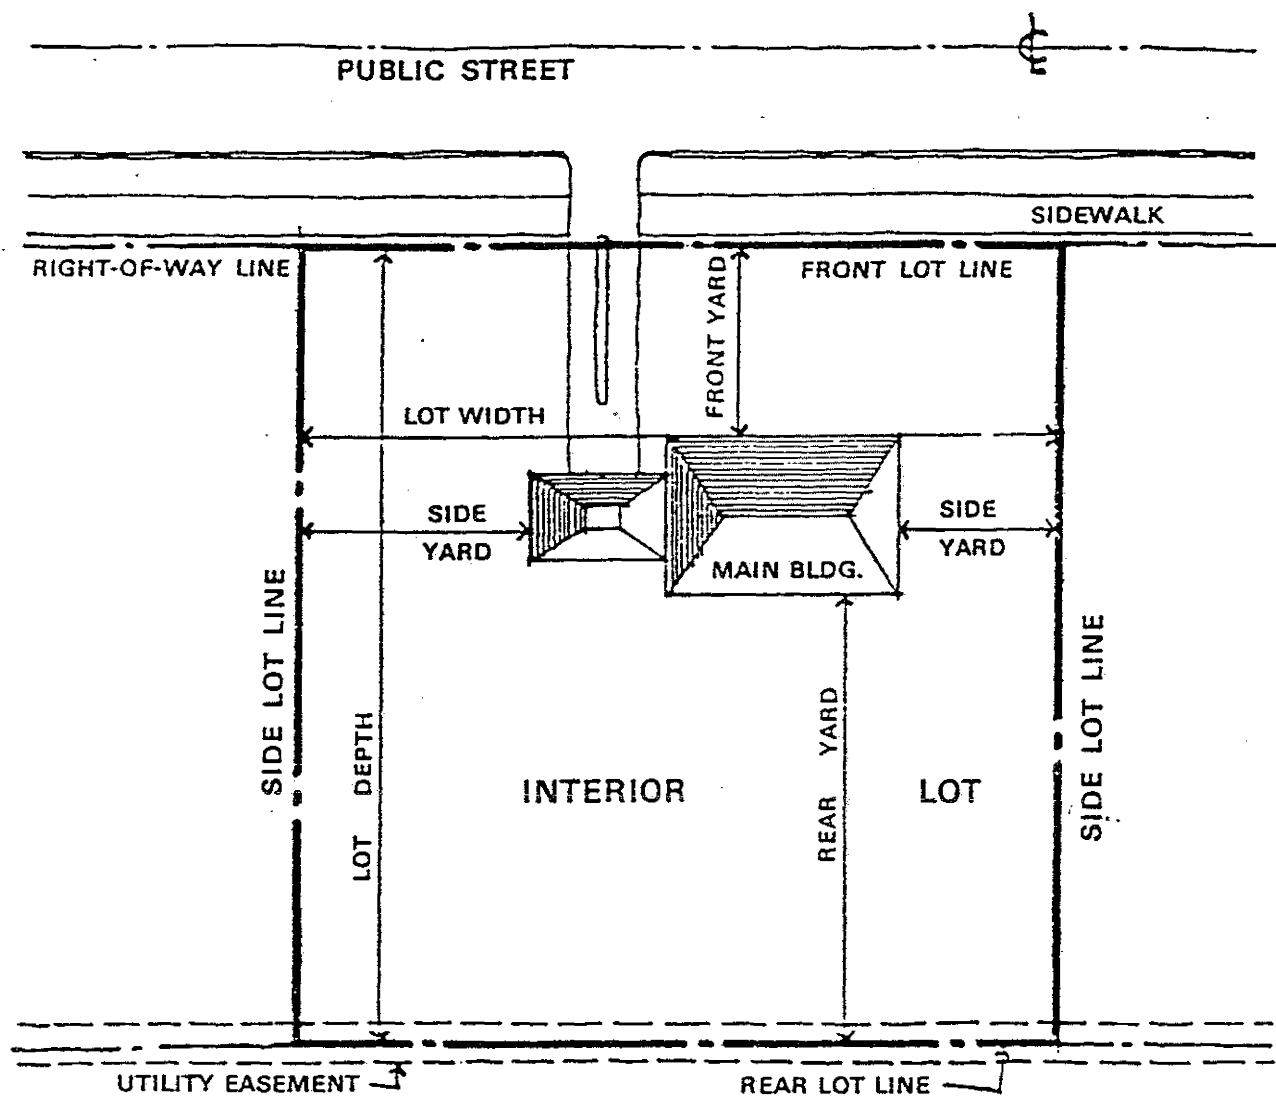 PUBLIC STREET
SIDEWALK
RIGHT-OF-WAY LINE
FRONT LOT LINE
FRONT YARD
LOT WIDTH
SIDE
YARD
SIDE
YARD
MAIN BLDG.
SIDE LOT LINE
SIDE LOT LINE
LOT DEPTH
REAR YARD
INTERIOR LOT
UTILITY EASEMENT
REAR LOT LINE